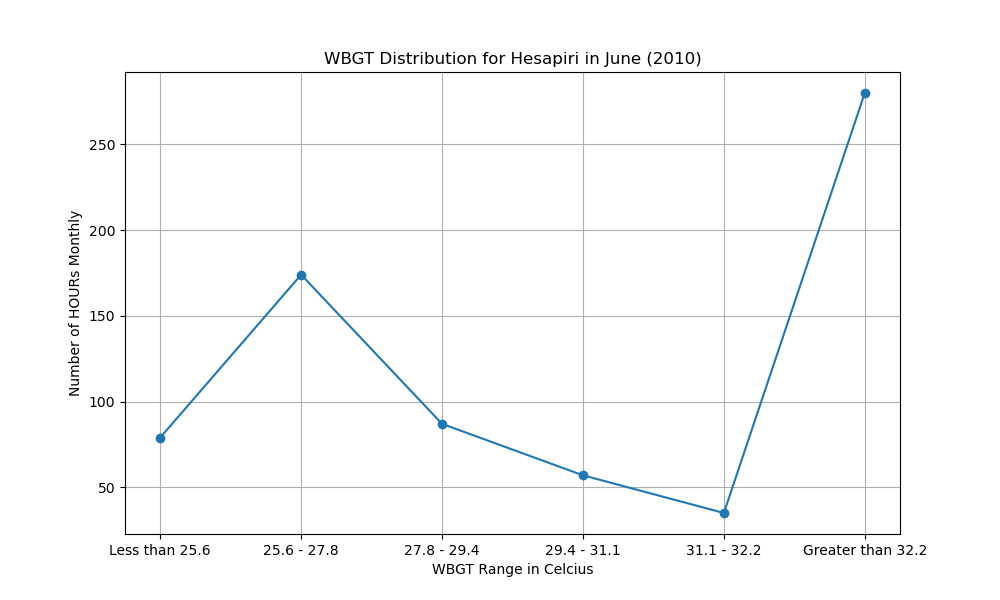 WBGT Distribution for Hesapiri in June (2010)
Number of HOURs Monthly
250
200
150
100
50
Less than 25.6
25.6 - 27.8
27.8 - 29.4
29.4 - 31.1
31.1 - 32.2
Greater than 32.2
WBGT Range in Celcius